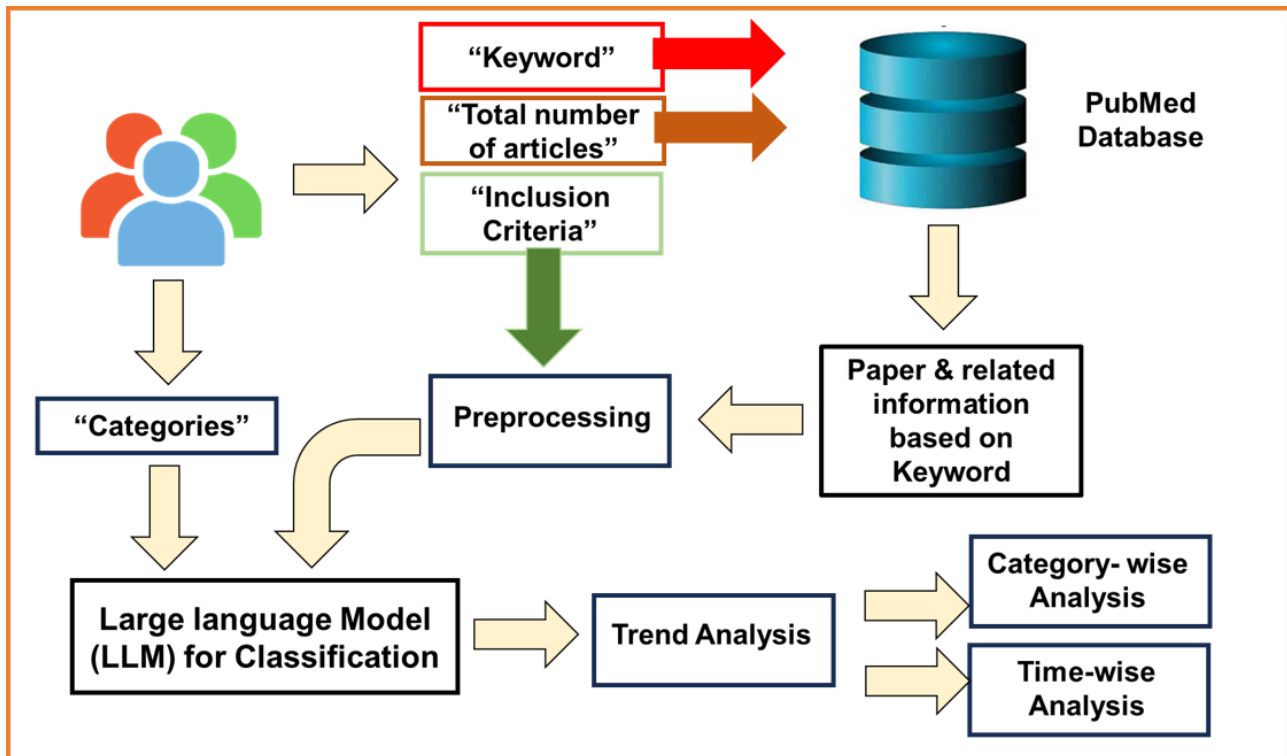 “Keyword”
“Total number
of articles”
“Inclusion
Criteria”
PubMed
Database
“Categories”
Preprocessing
Paper & related
information
based on
Keyword
Large language Model
(LLM) for Classification
Trend Analysis
Category- wise
Analysis
Time-wise
Analysis